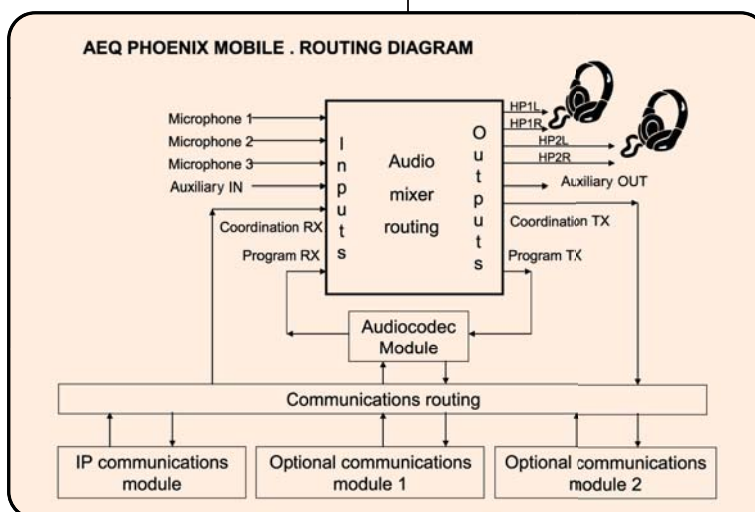 AEQ PHOENIX MOBILE . ROUTING DIAGRAM
Microphone 1
Microphone 2
Microphone 3
Auxiliary IN
Coordination RX
Program RX
Inputs
Audio
mixer
routing
Outputs
HP1L
HP1R
HP2L
HP2R
Auxiliary OUT
Coordination TX
Program TX
Audiocodec
Module
Communications routing
IP communications
module
Optional communications
module 1
Optional communications
module 2